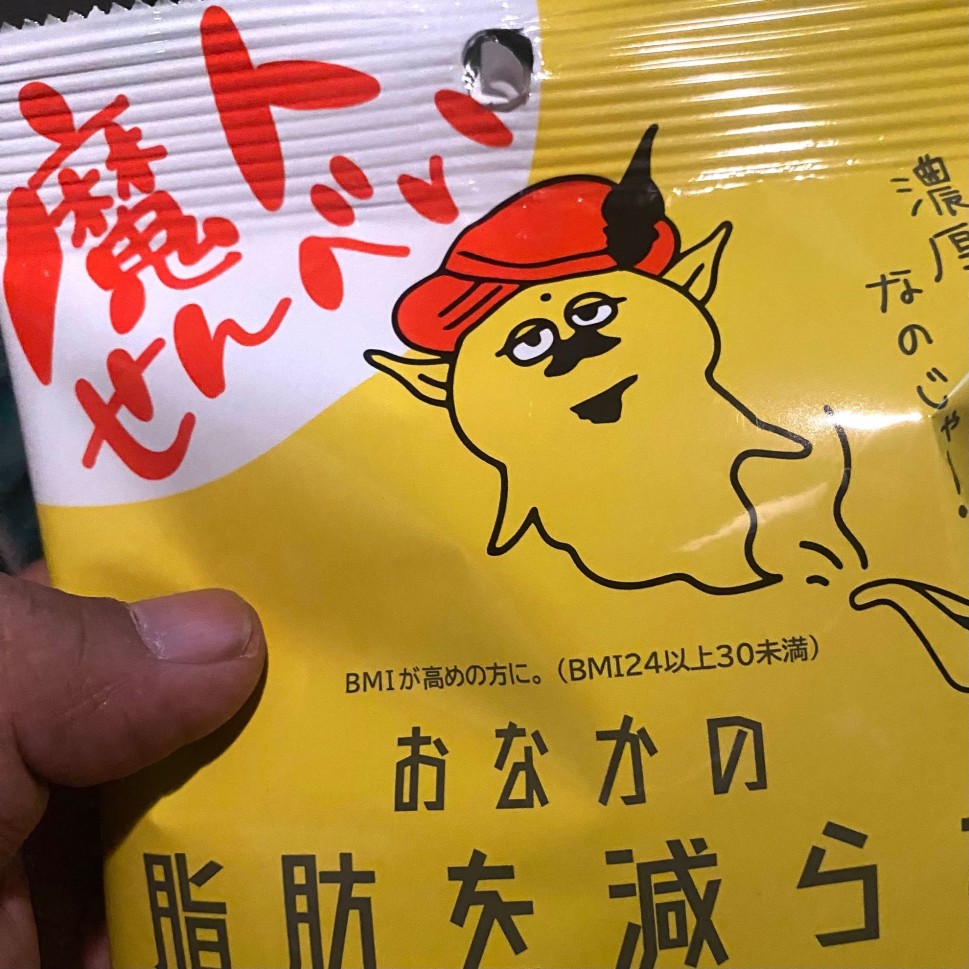 魔ト
せんべい
濃厚
なのじゃー!
BMIが高めの方に。（BMI24以上30未満）
おなかの
脂肪を減ら